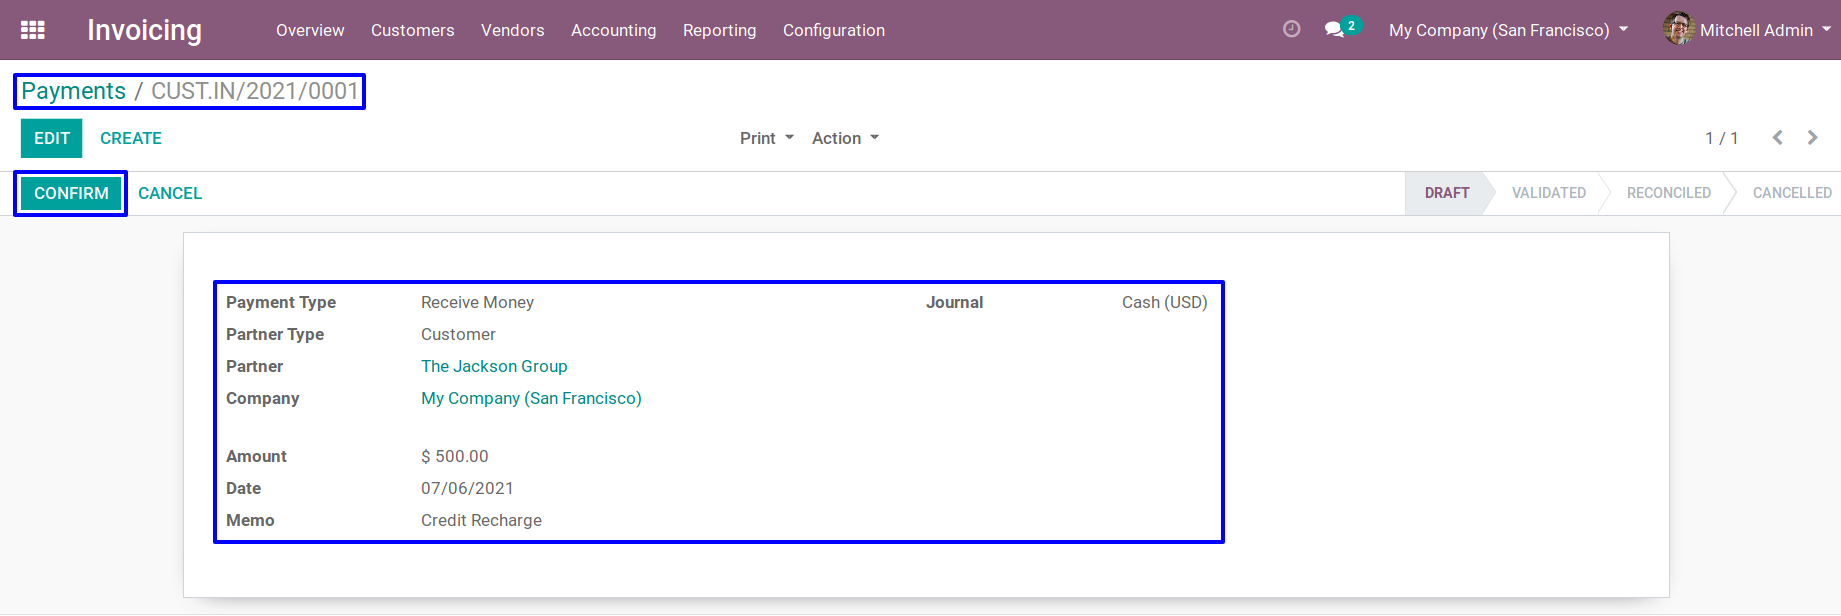 Invoicing Overview Customers Vendors Accounting Reporting Configuration 2 My Company (San Francisco) Mitchell Admin
Payments / CUST.IN/2021/0001
EDIT CREATE Print Action 1 / 1
CONFIRM CANCEL DRAFT VALIDATED RECONCILED CANCELLED
Payment Type Receive Money Journal Cash (USD)
Partner Type Customer
Partner The Jackson Group
Company My Company (San Francisco)
Amount $ 500.00
Date 07/06/2021
Memo Credit Recharge